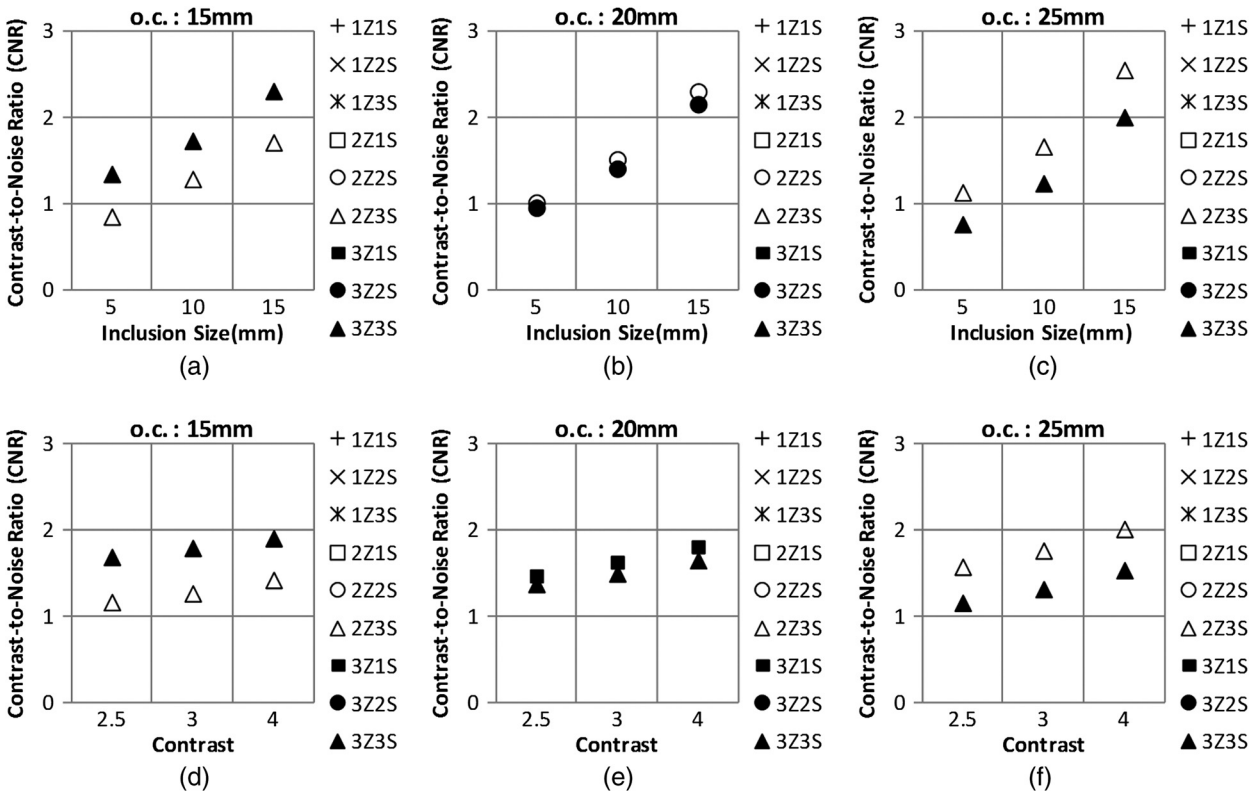 o.c. : 15mm
Contrast-to-Noise Ratio (CNR)
3
2
1
0
5
10
15
Inclusion Size(mm)
1Z1S
1Z2S
1Z3S
2Z1S
2Z2S
2Z3S
3Z1S
3Z2S
3Z3S
(a)
o.c. : 20mm
Contrast-to-Noise Ratio (CNR)
3
2
1
0
5
10
15
Inclusion Size(mm)
1Z1S
1Z2S
1Z3S
2Z1S
2Z2S
2Z3S
3Z1S
3Z2S
3Z3S
(b)
o.c. : 25mm
Contrast-to-Noise Ratio (CNR)
3
2
1
0
5
10
15
Inclusion Size(mm)
1Z1S
1Z2S
1Z3S
2Z1S
2Z2S
2Z3S
3Z1S
3Z2S
3Z3S
(c)
o.c. : 15mm
Contrast-to-Noise Ratio (CNR)
3
2
1
0
2.5
3
4
Contrast
1Z1S
1Z2S
1Z3S
2Z1S
2Z2S
2Z3S
3Z1S
3Z2S
3Z3S
(d)
o.c. : 20mm
Contrast-to-Noise Ratio (CNR)
3
2
1
0
2.5
3
4
Contrast
1Z1S
1Z2S
1Z3S
2Z1S
2Z2S
2Z3S
3Z1S
3Z2S
3Z3S
(e)
o.c. : 25mm
Contrast-to-Noise Ratio (CNR)
3
2
1
0
2.5
3
4
Contrast
1Z1S
1Z2S
1Z3S
2Z1S
2Z2S
2Z3S
3Z1S
3Z2S
3Z3S
(f)